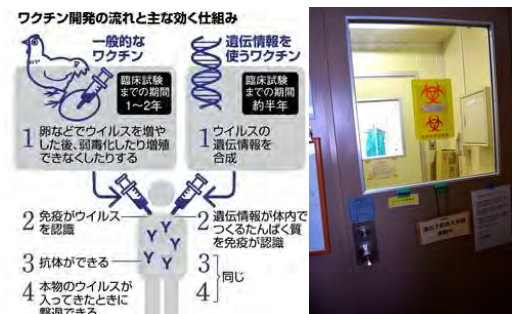 ワクチン開発の流れと主な効く仕組み
一般的な
ワクチン
臨床試験
までの期間
1〜2年
1 卵などでウイルスを増や
した後、弱毒化したり増殖
できなくしたりする
遺伝情報を
使うワクチン
臨床試験
までの期間
約半年
1 ウイルスの
遺伝情報を
合成
2 免疫がウイルス
を認識
3 抗体ができる
4 本物のウイルスが
入ってきたときに
撃退できる
2 遺伝情報が体内で
つくるたんぱく質
を免疫が認識
3
4
同じ